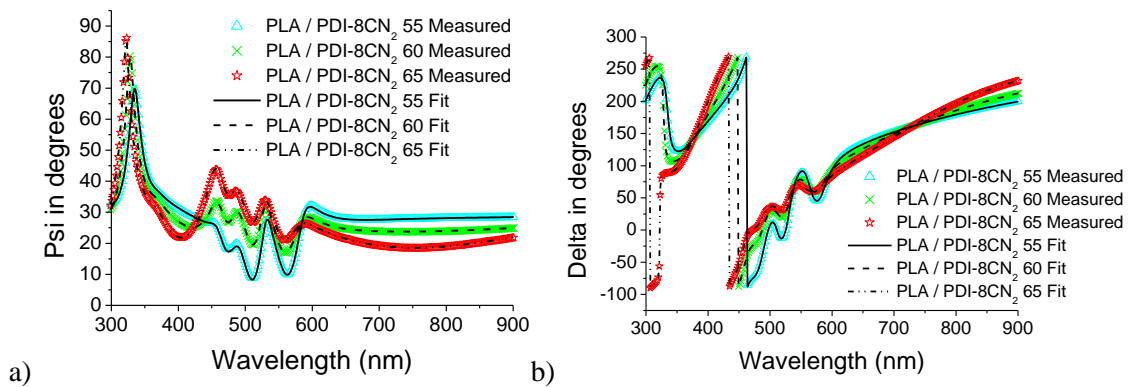 PLA / PDI-8CN₂ 55 Measured
PLA / PDI-8CN₂ 60 Measured
PLA / PDI-8CN₂ 65 Measured
PLA / PDI-8CN₂ 55 Fit
PLA / PDI-8CN₂ 60 Fit
PLA / PDI-8CN₂ 65 Fit
Psi in degrees
90
80
70
60
50
40
30
20
10
0
300 400 500 600 700 800 900
Wavelength (nm)
a)
Delta in degrees
300
250
200
150
100
50
0
-50
-100
PLA / PDI-8CN₂ 55 Measured
PLA / PDI-8CN₂ 60 Measured
PLA / PDI-8CN₂ 65 Measured
PLA / PDI-8CN₂ 55 Fit
PLA / PDI-8CN₂ 60 Fit
PLA / PDI-8CN₂ 65 Fit
300 400 500 600 700 800 900
Wavelength (nm)
b)